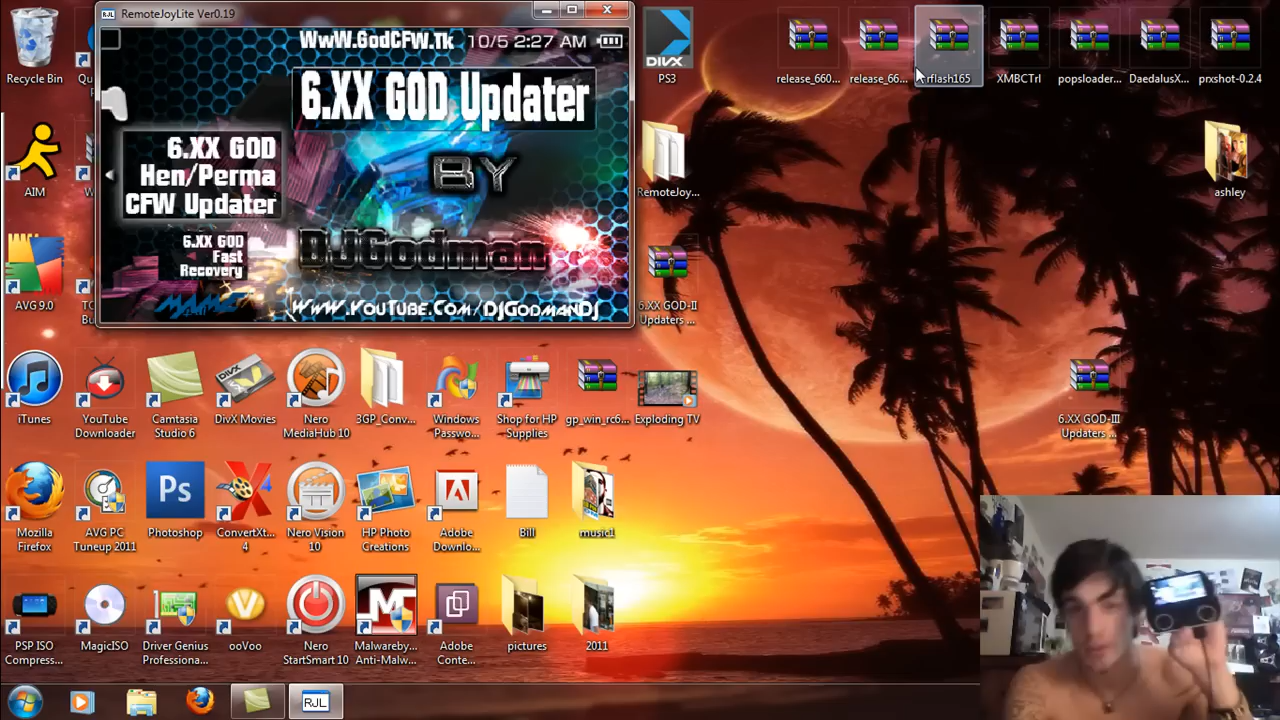 RJL RemoteJoyLite Ver0.19
WwW.GodCFW.Tk 10/5 2:27 AM
6.XX GOD Updater
BY
DJGodman
6.XX GOD
Hen/Perma
CFW Updater
6.XX GOD
Fast
Recovery
WwW.YouTube.Com/DJGodmanDJ
Recycle Bin
DIVX
PS3
release_660...
release_66...
rflash165
XMBCTrl
popsloader...
DaedalusX...
prxshot-0.2.4
AIM
RemoteJoy...
ashley
AVG 9.0
6.XX GOD-II
Updaters ...
iTunes
YouTube
Downloader
Camtasia
Studio 6
DivX Movies
Nero
MediaHub 10
3GP_Conv...
Windows
Passwo...
Shop for HP
Supplies
gp_win_rc6...
Exploding TV
6.XX GOD-III
Updaters ...
Mozilla
Firefox
AVG PC
Tuneup 2011
Ps
Photoshop
ConvertXt...
4
Nero Vision
10
HP Photo
Creations
Adobe
Downlo...
Bill
music1
PSP ISO
Compress...
MagicISO
Driver Genius
Professiona...
ooVoo
Nero
StartSmart 10
Malwareby...
Anti-Malw...
Adobe
Conte...
pictures
2011
RJL